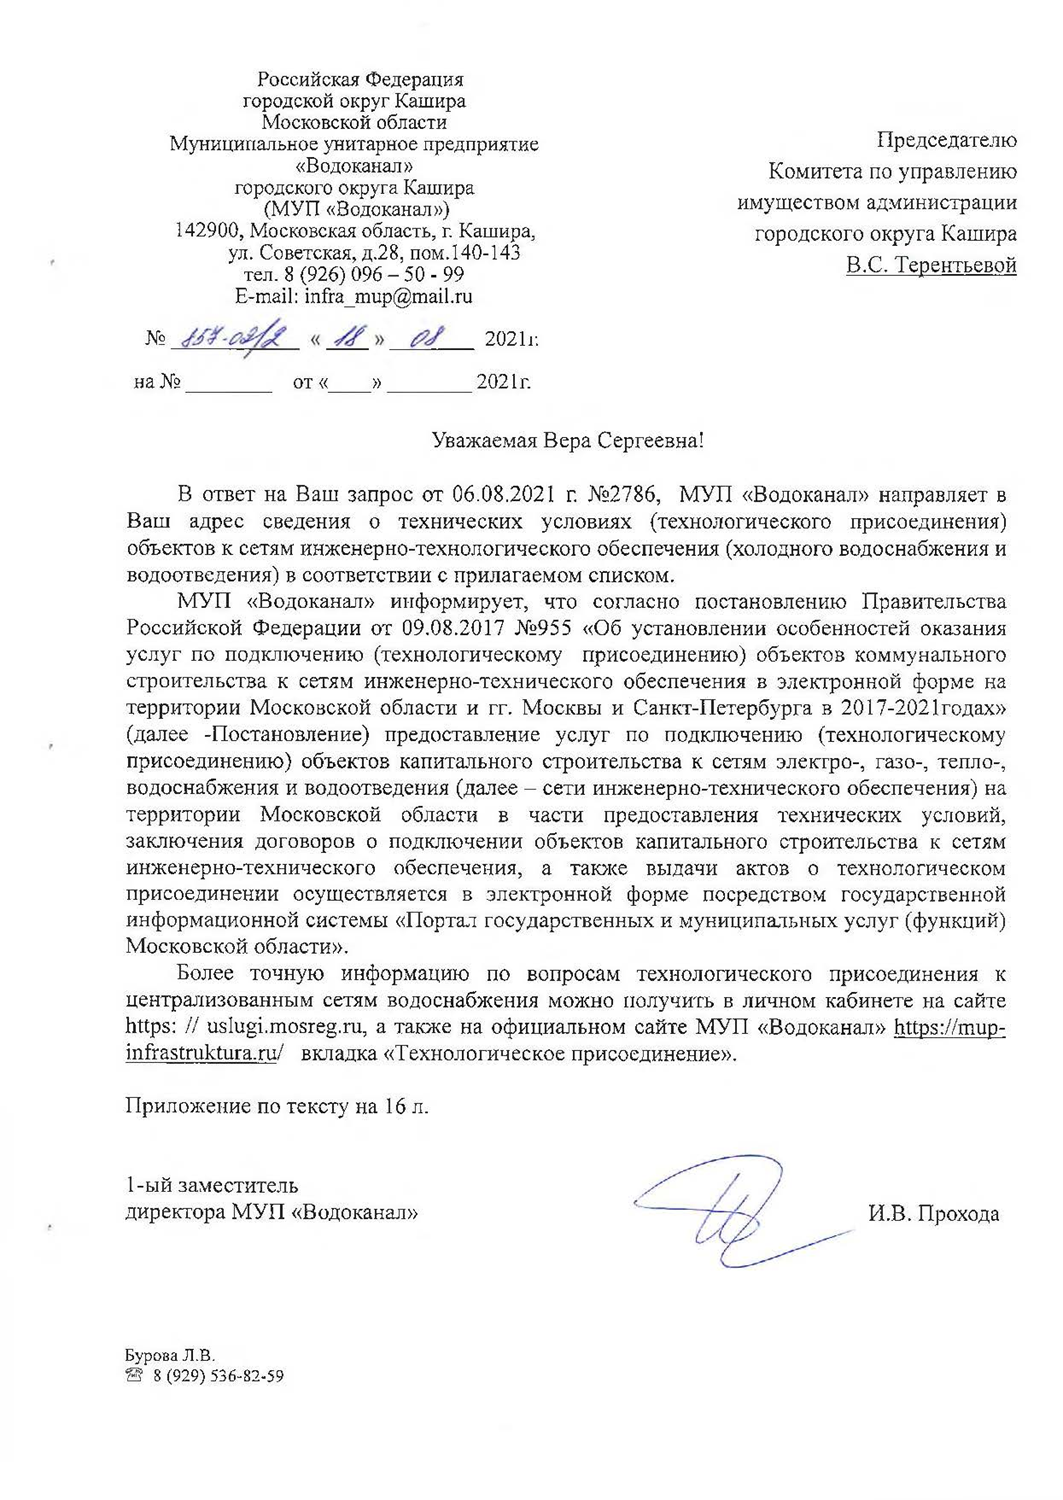 Российская Федерация
городской округ Кашира
Московской области
Муниципальное унитарное предприятие
«Водоканал»
городского округа Кашира
(МУП «Водоканал»)
142900, Московская область, г. Кашира,
ул. Советская, д.28, пом.140-143
тел. 8 (926) 096 – 50 - 99
E-mail: infra_mup@mail.ru
№ 857-02/2 « 18 » 08 2021г.
на № ________ от «____» ________ 2021г.
Председателю
Комитета по управлению
имуществом администрации
городского округа Кашира
В.С. Терентьевой
Уважаемая Вера Сергеевна!
В ответ на Ваш запрос от 06.08.2021 г. №2786, МУП «Водоканал» направляет в
Ваш адрес сведения о технических условиях (технологического присоединения)
объектов к сетям инженерно-технологического обеспечения (холодного водоснабжения и
водоотведения) в соответствии с прилагаемом списком.
МУП «Водоканал» информирует, что согласно постановлению Правительства
Российской Федерации от 09.08.2017 №955 «Об установлении особенностей оказания
услуг по подключению (технологическому присоединению) объектов коммунального
строительства к сетям инженерно-технического обеспечения в электронной форме на
территории Московской области и гг. Москвы и Санкт-Петербурга в 2017-2021годах»
(далее -Постановление) предоставление услуг по подключению (технологическому
присоединению) объектов капитального строительства к сетям электро-, газо-, тепло-,
водоснабжения и водоотведения (далее – сети инженерно-технического обеспечения) на
территории Московской области в части предоставления технических условий,
заключения договоров о подключении объектов капитального строительства к сетям
инженерно-технического обеспечения, а также выдачи актов о технологическом
присоединении осуществляется в электронной форме посредством государственной
информационной системы «Портал государственных и муниципальных услуг (функций)
Московской области».
Более точную информацию по вопросам технологического присоединения к
централизованным сетям водоснабжения можно получить в личном кабинете на сайте
https: // uslugi.mosreg.ru, а также на официальном сайте МУП «Водоканал» https://mup-
infrastruktura.ru/ вкладка «Технологическое присоединение».
Приложение по тексту на 16 л.
1-ый заместитель
директора МУП «Водоканал»
И.В. Прохода
Бурова Л.В.
☎ 8 (929) 536-82-59